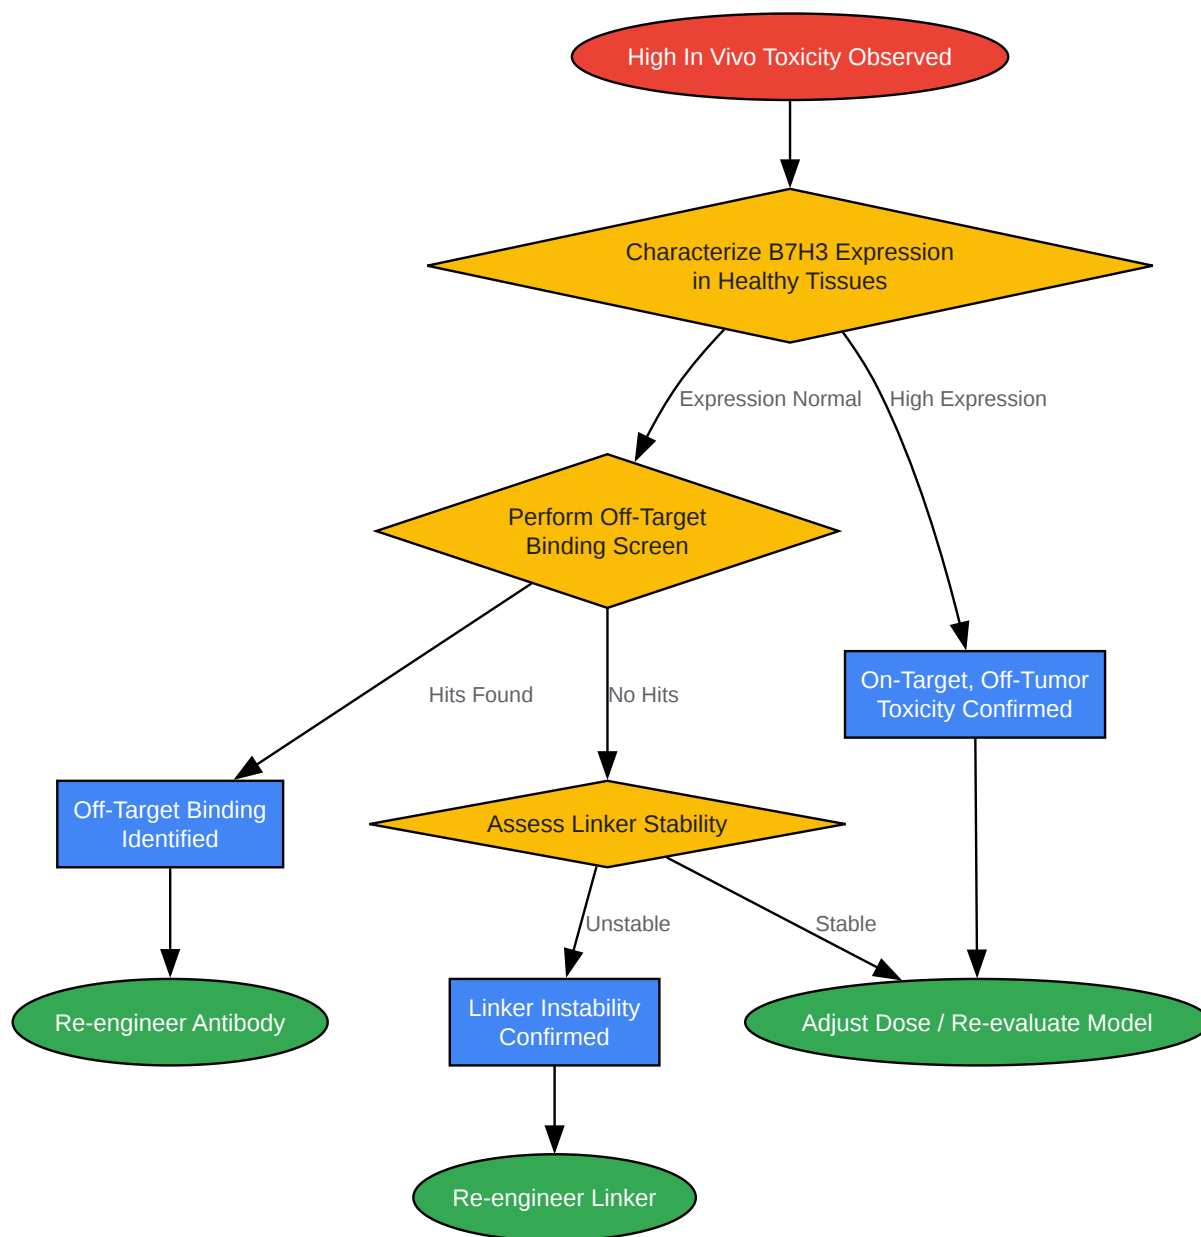 High In Vivo Toxicity Observed
Characterize B7H3 Expression
in Healthy Tissues
Expression Normal
High Expression
Perform Off-Target
Binding Screen
Hits Found
No Hits
On-Target, Off-Tumor
Toxicity Confirmed
Off-Target Binding
Identified
Assess Linker Stability
Unstable
Stable
Re-engineer Antibody
Linker Instability
Confirmed
Adjust Dose / Re-evaluate Model
Re-engineer Linker